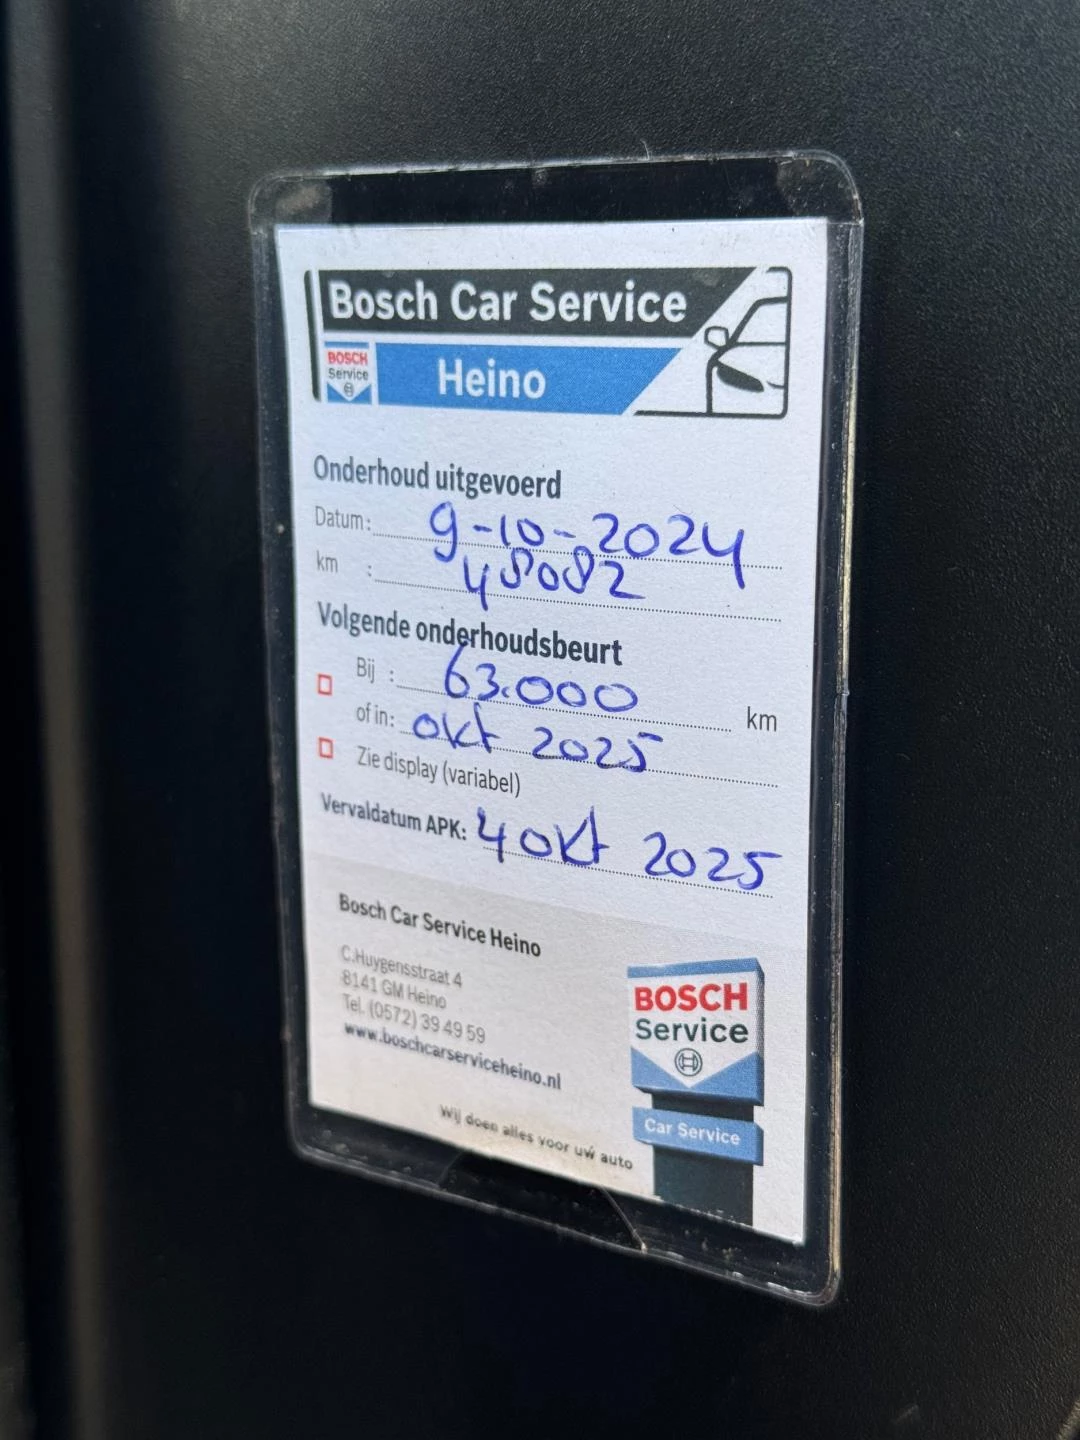 Bosch Car Service
BOSCH
Service
Heino
Onderhoud uitgevoerd
Datum: 9-10-2024
km : 48082
Volgende onderhoudsbeurt
Bij : 63.000 km
of in: okt 2025
Zie display (variabel)
Vervaldatum APK: 4 okt 2025
Bosch Car Service Heino
C.Huygensstraat 4
8141 GM Heino
Tel. (0572) 39 49 59
www.boschcarserviceheino.nl
Wij doen alles voor uw auto
BOSCH
Service
Car Service